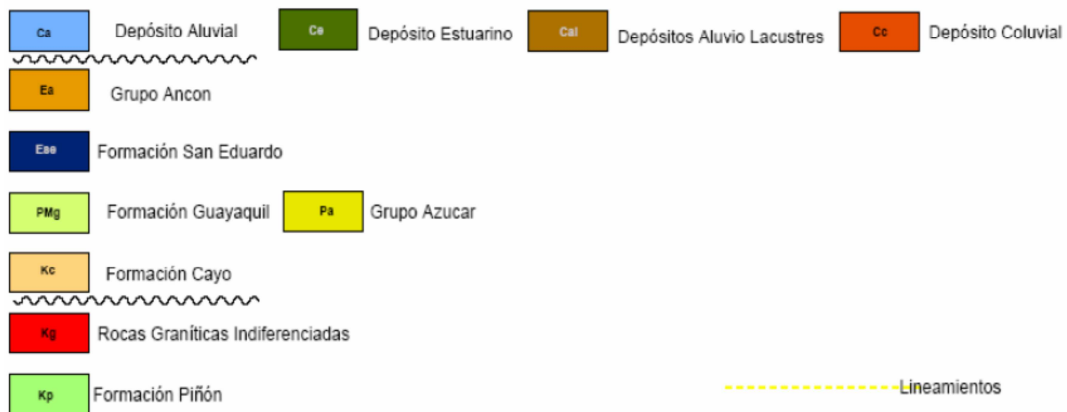 Ca Depósito Aluvial Ce Depósito Estuarino Cal Depósitos Aluvio Lacustres Cc Depósito Coluvial
Ea Grupo Ancon
Ese Formación San Eduardo
PMg Formación Guayaquil Pa Grupo Azucar
Kc Formación Cayo
Kg Rocas Graníticas Indiferenciadas
Kp Formación Piñón Lineamientos